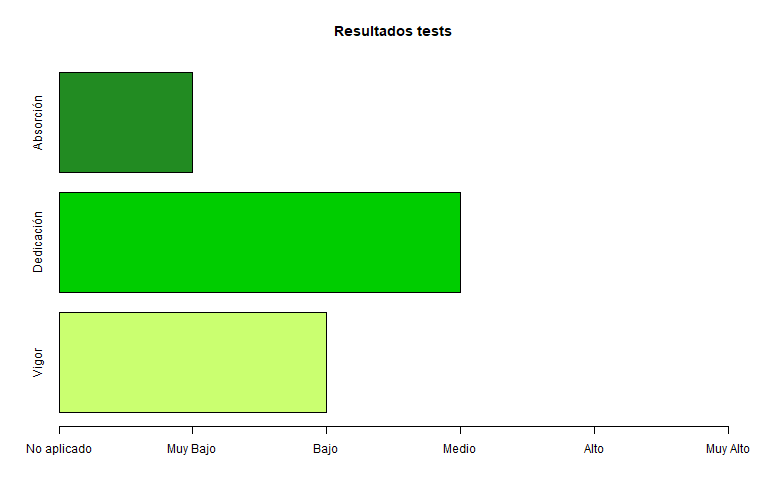 Resultados tests
Absorción
Dedicación
Vigor
No aplicado
Muy Bajo
Bajo
Medio
Alto
Muy Alto